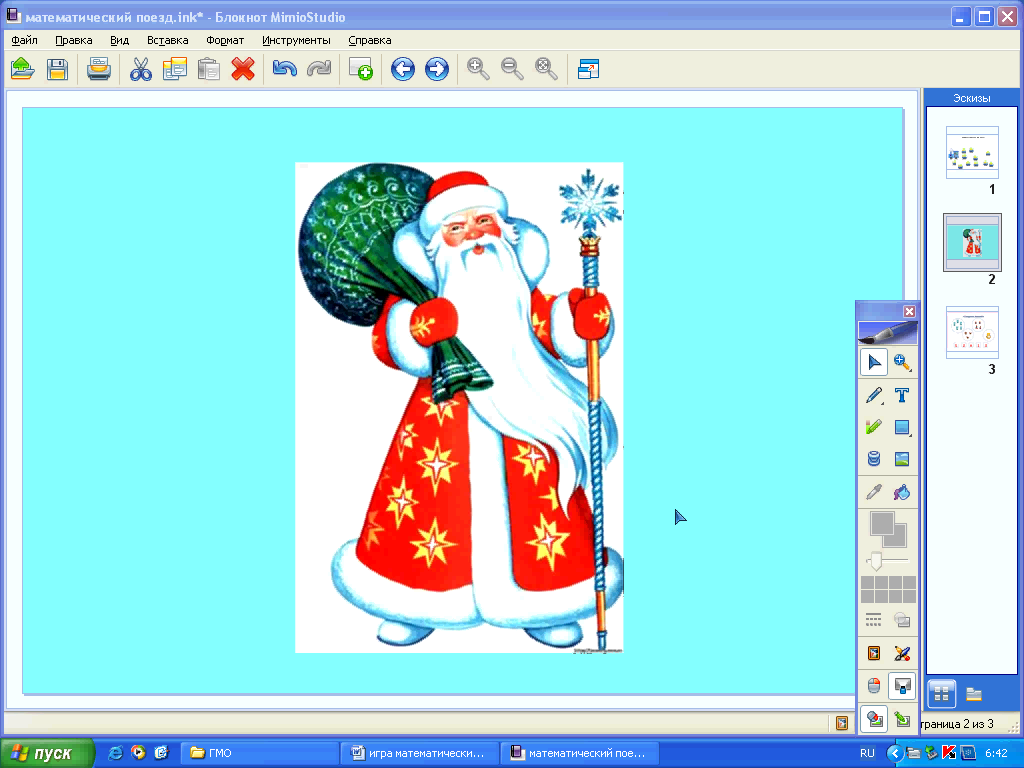 математический поезд.ink* - Блокнот MimioStudio
Файл Правка Вид Вставка Формат Инструменты Справка
Эскизы
1
2
3
T
траница 2 из 3
пуск
ГМО
игра математически...
математический пое...
RU
6:42